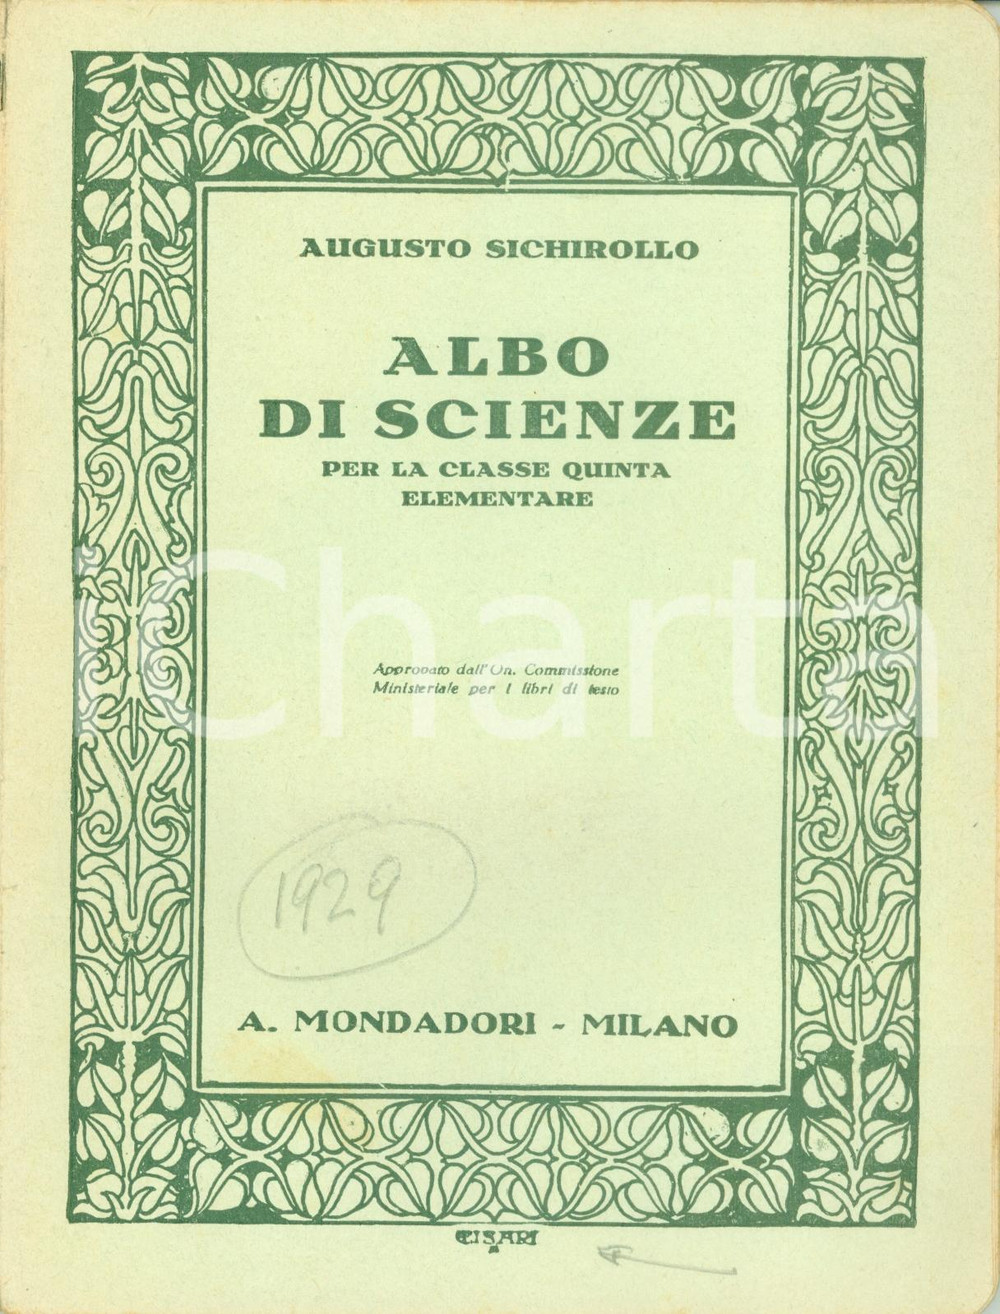 AUGUSTO SICHIROLLO
ALBO
DI SCIENZE
PER LA CLASSE QUINTA
ELEMENTARE
iCharta
Approvato dall'On. Commissione
Ministeriale per i libri di testo
1929
A. MONDADORI - MILANO
CISARI